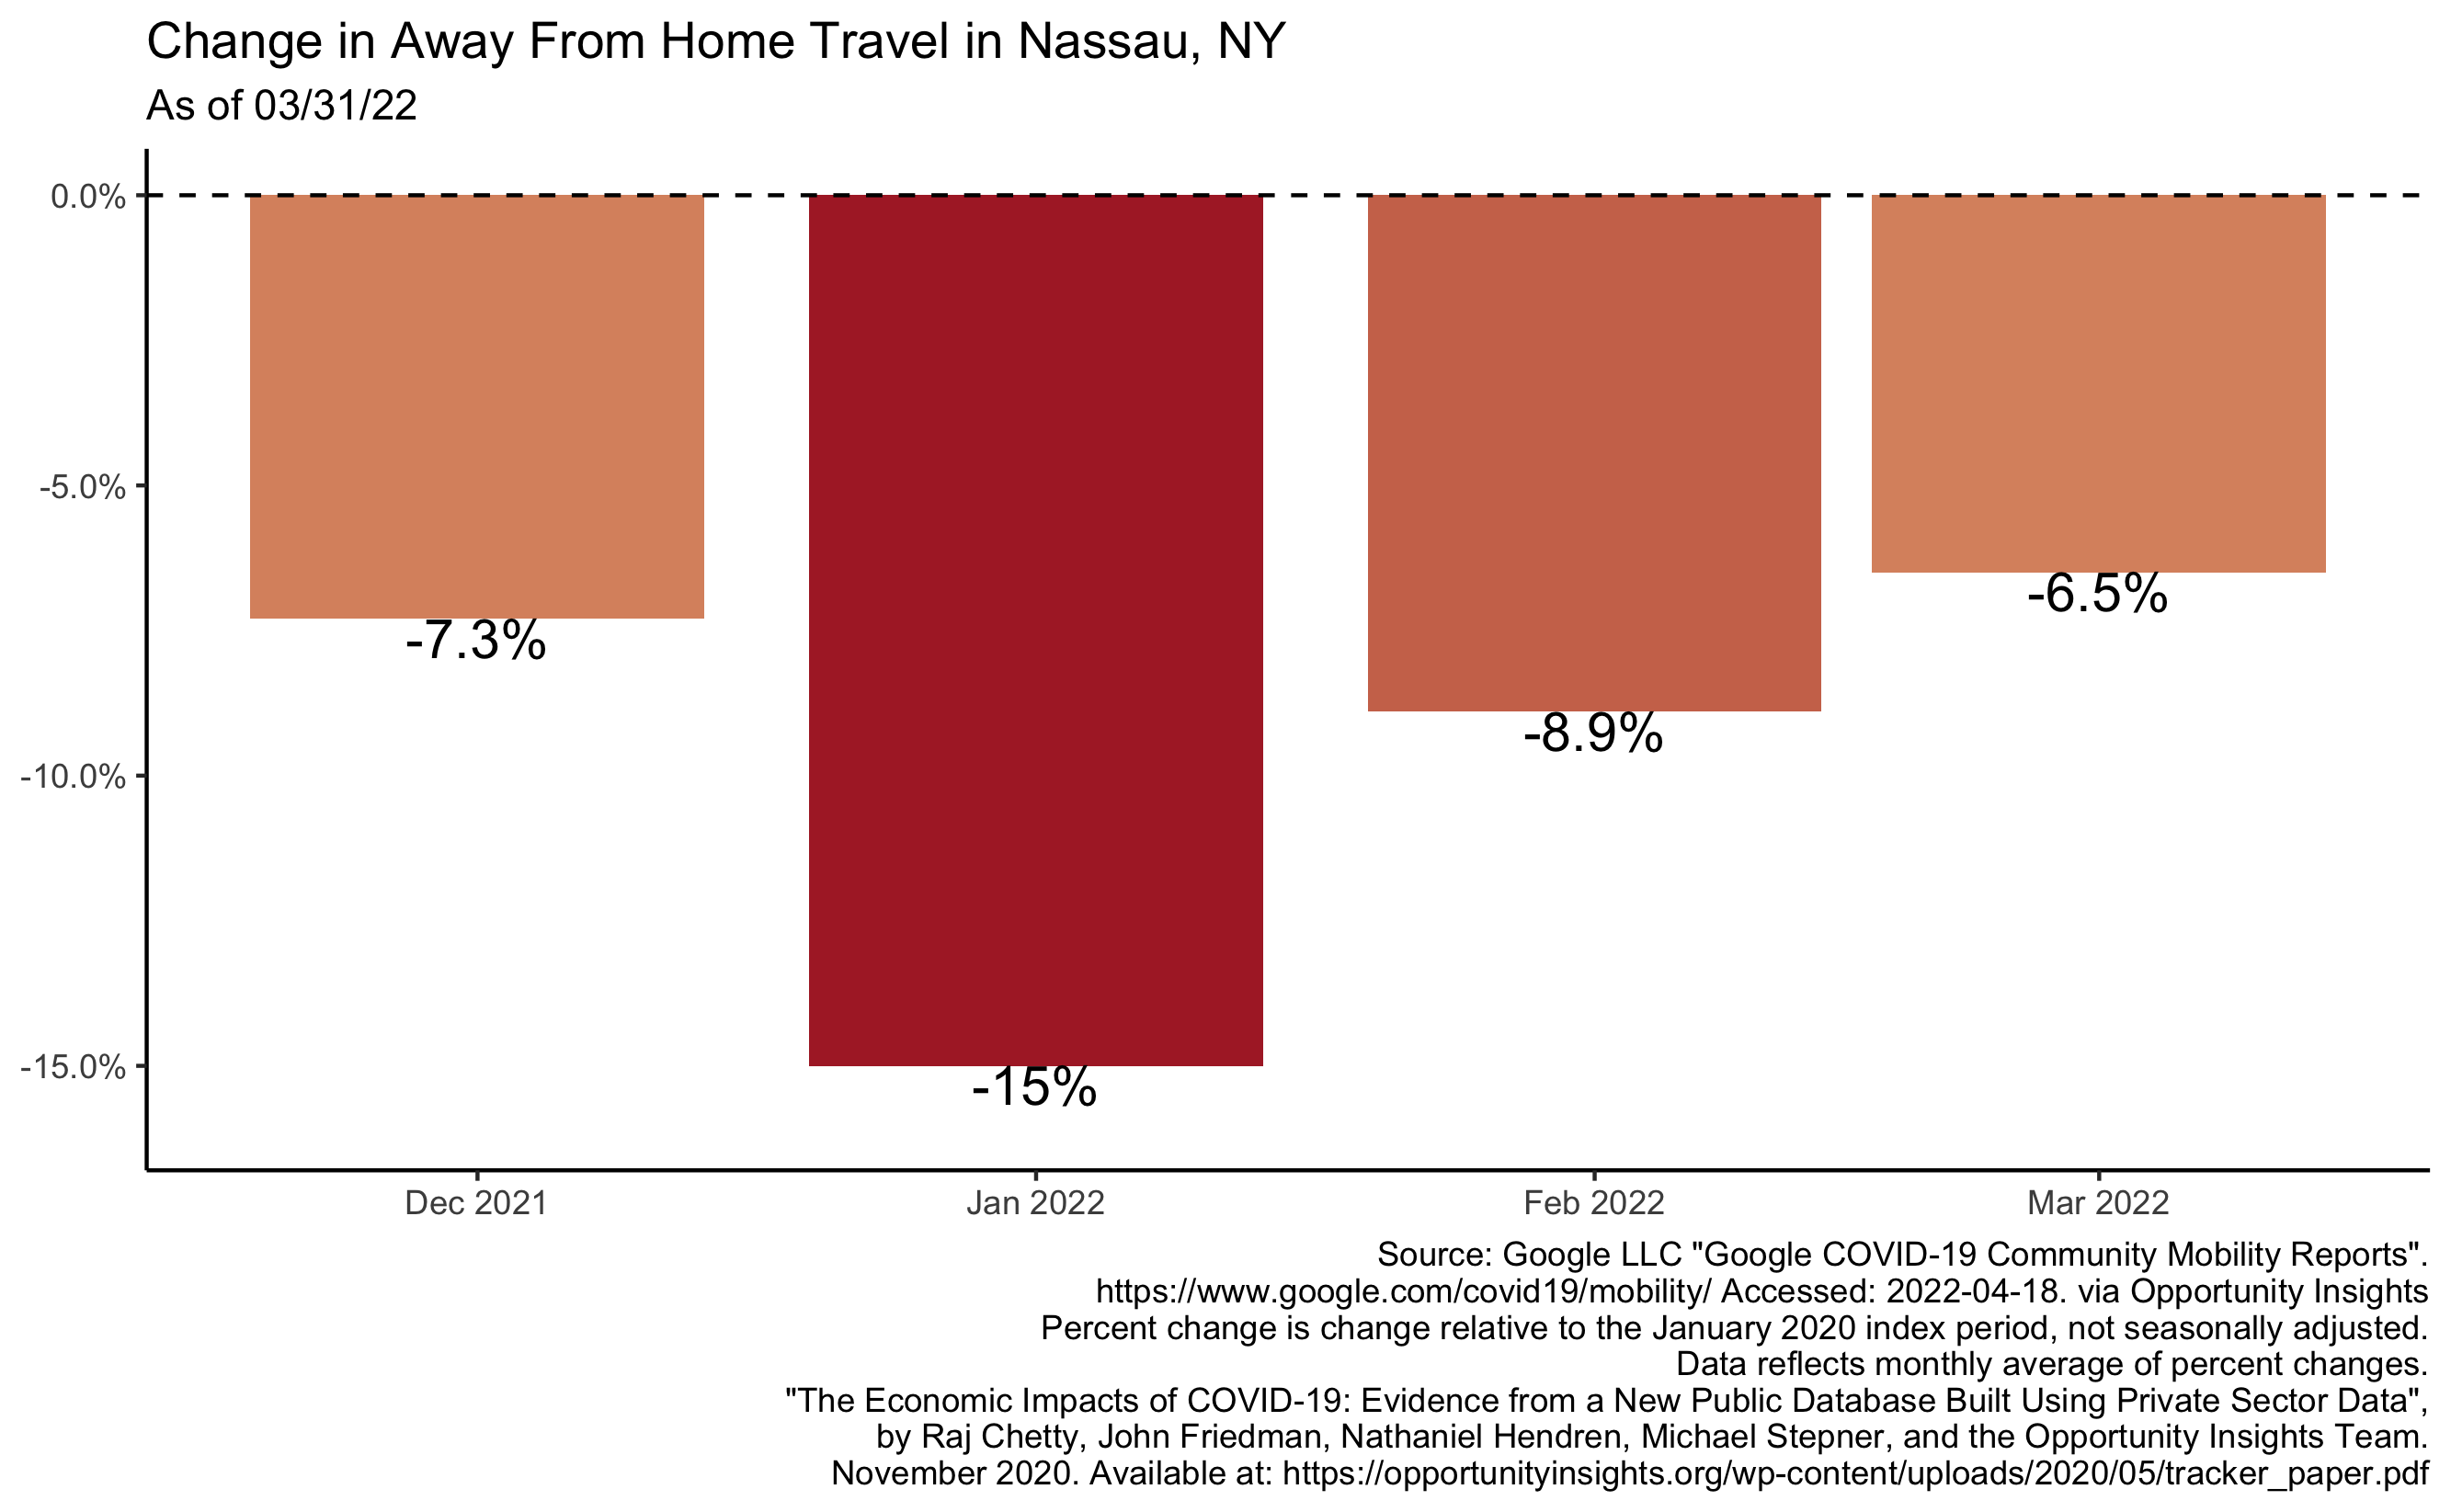 Change in Away From Home Travel in Nassau, NY
As of 03/31/22
0.0%
-5.0%
-10.0%
-15.0%
-7.3%
-15%
-8.9%
-6.5%
Dec 2021
Jan 2022
Feb 2022
Mar 2022
Source: Google LLC "Google COVID-19 Community Mobility Reports".
https://www.google.com/covid19/mobility/ Accessed: 2022-04-18. via Opportunity Insights
Percent change is change relative to the January 2020 index period, not seasonally adjusted.
Data reflects monthly average of percent changes.
"The Economic Impacts of COVID-19: Evidence from a New Public Database Built Using Private Sector Data",
by Raj Chetty, John Friedman, Nathaniel Hendren, Michael Stepner, and the Opportunity Insights Team.
November 2020. Available at: https://opportunityinsights.org/wp-content/uploads/2020/05/tracker_paper.pdf